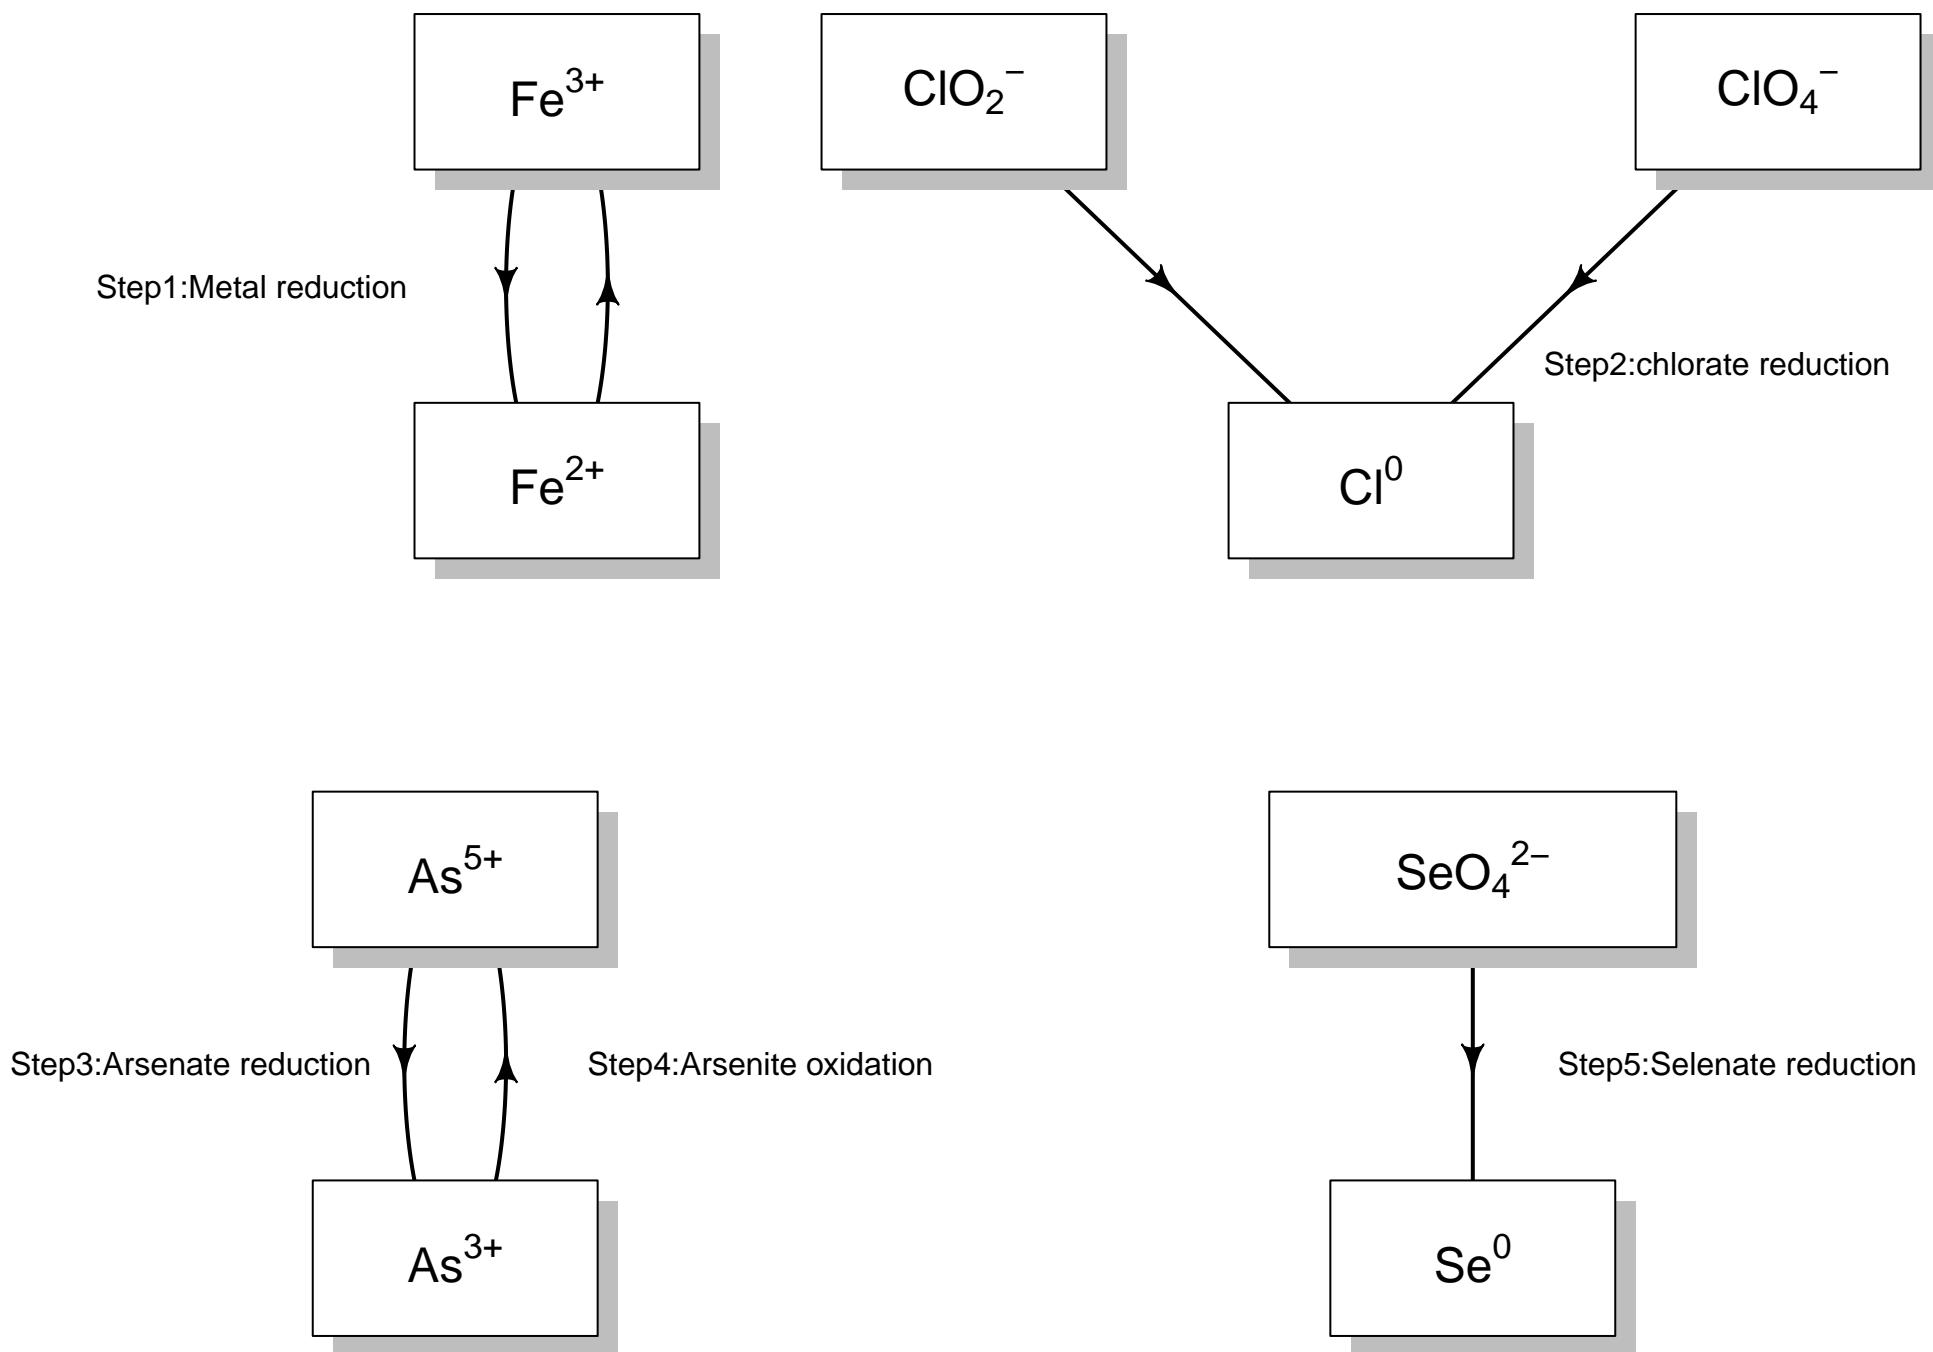 Fe³⁺
ClO₂⁻
ClO₄⁻
Step1:Metal reduction
Step2:chlorate reduction
Fe²⁺
Cl⁰
As⁵⁺
SeO₄²⁻
Step3:Arsenate reduction
Step4:Arsenite oxidation
Step5:Selenate reduction
As³⁺
Se⁰